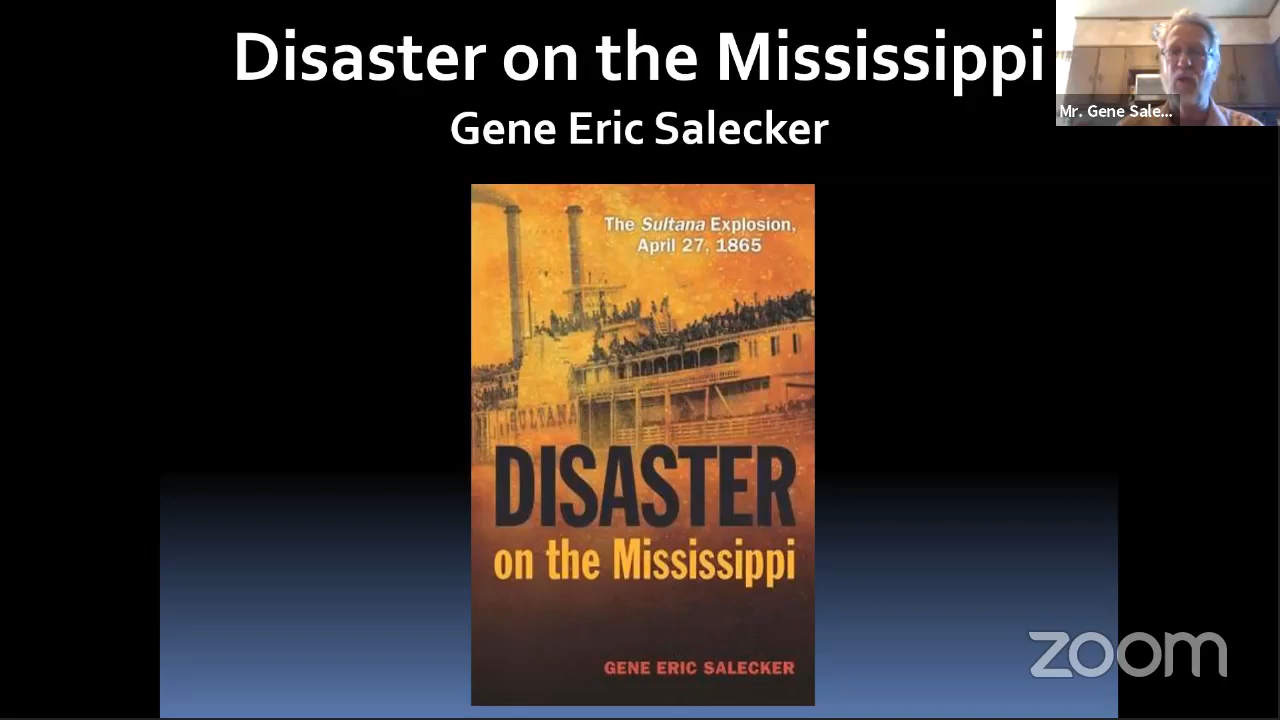 Disaster on the Mississippi
Gene Eric Salecker
Mr. Gene Sale...
The Sultana Explosion,
April 27, 1865
SULTANA
DISASTER
on the Mississippi
GENE ERIC SALECKER
zoom